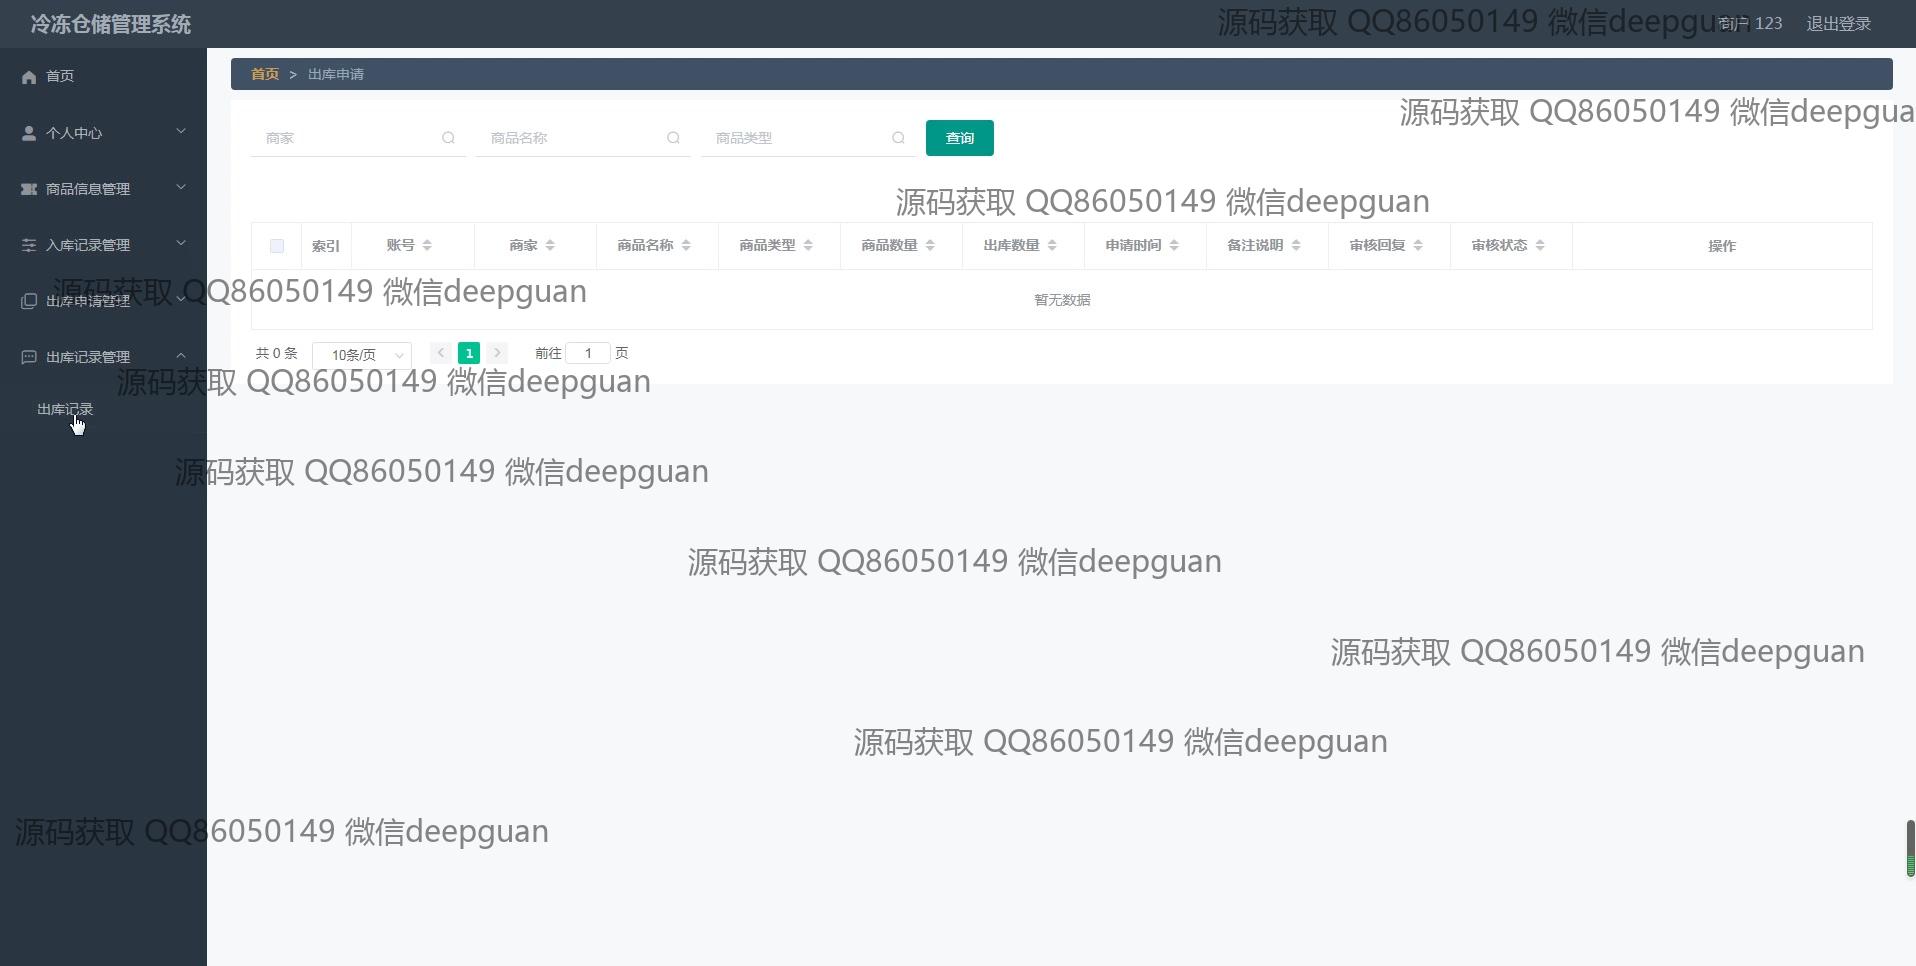 冷冻仓储管理系统
源码获取 QQ86050149 微信deepguan
商户 123
退出登录
首页
首页 > 出库申请
源码获取 QQ86050149 微信deepguan
个人中心
商家
商品名称
商品类型
查询
商品信息管理
源码获取 QQ86050149 微信deepguan
入库记录管理
索引 账号 商家 商品名称 商品类型 商品数量 出库数量 申请时间 备注说明 审核回复 审核状态 操作
源码获取 QQ86050149 微信deepguan
出库申请管理
暂无数据
出库记录管理
共 0 条 10条/页 1 前往 1 页
源码获取 QQ86050149 微信deepguan
出库记录
源码获取 QQ86050149 微信deepguan
源码获取 QQ86050149 微信deepguan
源码获取 QQ86050149 微信deepguan
源码获取 QQ86050149 微信deepguan
源码获取 QQ86050149 微信deepguan